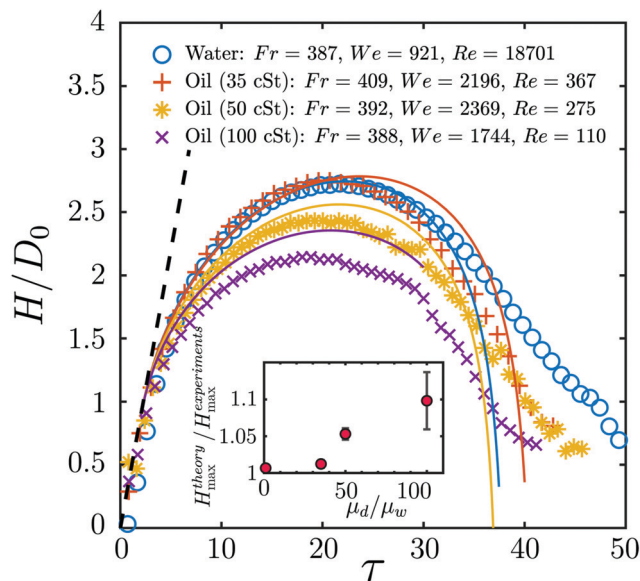 4
3.5
3
2.5
2
1.5
1
0.5
0
H/D₀
Water: Fr = 387, We = 921, Re = 18701
Oil (35 cSt): Fr = 409, We = 2196, Re = 367
Oil (50 cSt): Fr = 392, We = 2369, Re = 275
Oil (100 cSt): Fr = 388, We = 1744, Re = 110
H_max^theory / H_max^experiments
1.1
1.05
1
0 50 100
μ_d/μ_w
0 10 20 30 40 50
τ